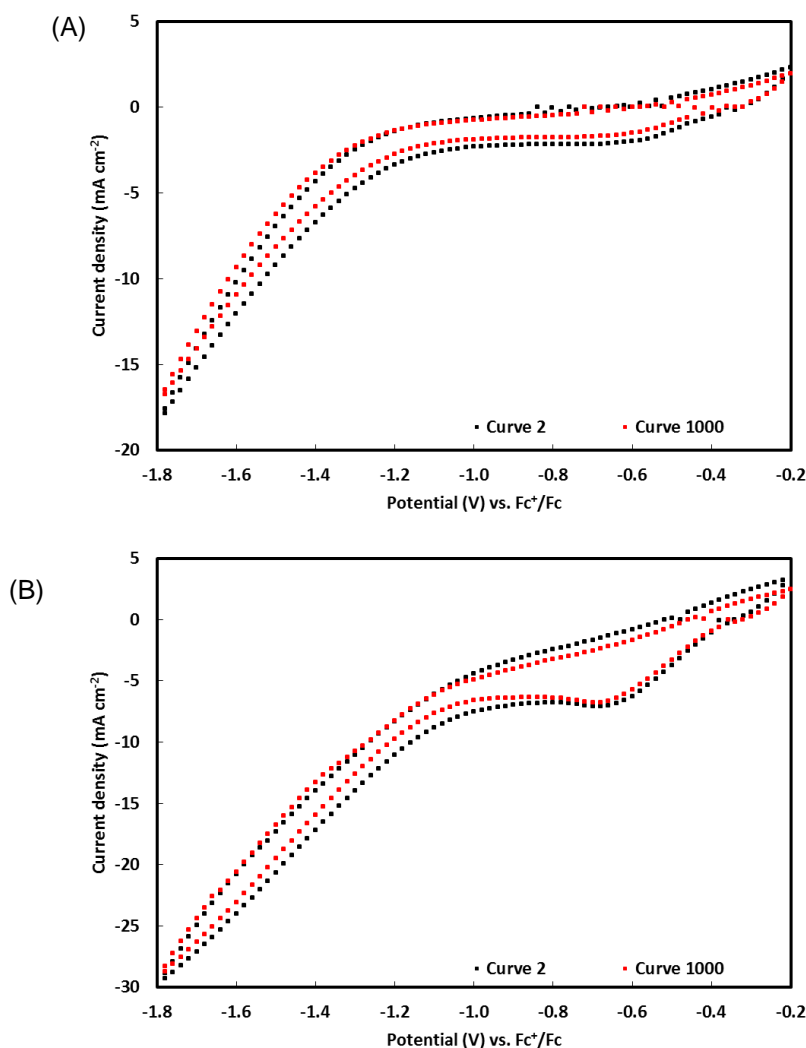 (A)
5
0
-5
-10
-15
-20
Current density (mA cm⁻²)
Curve 2
Curve 1000
-1.8 -1.6 -1.4 -1.2 -1.0 -0.8 -0.6 -0.4 -0.2
Potential (V) vs. Fc⁺/Fc
(B)
5
0
-5
-10
-15
-20
-25
-30
Current density (mA cm⁻²)
Curve 2
Curve 1000
-1.8 -1.6 -1.4 -1.2 -1.0 -0.8 -0.6 -0.4 -0.2
Potential (V) vs. Fc⁺/Fc